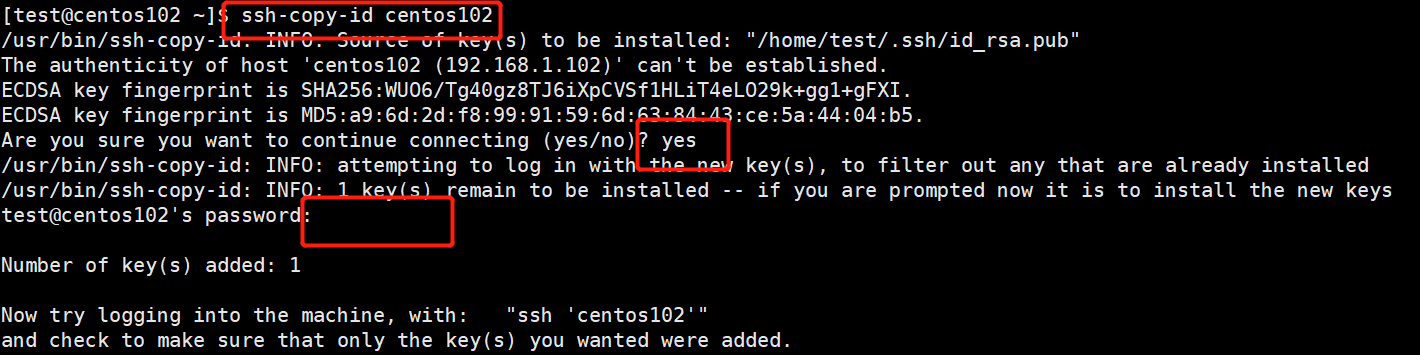 [test@centos102 ~]$ ssh-copy-id centos102
/usr/bin/ssh-copy-id: INFO: Source of key(s) to be installed: "/home/test/.ssh/id_rsa.pub"
The authenticity of host 'centos102 (192.168.1.102)' can't be established.
ECDSA key fingerprint is SHA256:WUO6/Tg40gz8TJ6iXpCVSf1HLiT4eLO29k+gg1+gFXI.
ECDSA key fingerprint is MD5:a9:6d:2d:f8:99:91:59:6d:63:84:43:ce:5a:44:04:b5.
Are you sure you want to continue connecting (yes/no)? yes
/usr/bin/ssh-copy-id: INFO: attempting to log in with the new key(s), to filter out any that are already installed
/usr/bin/ssh-copy-id: INFO: 1 key(s) remain to be installed -- if you are prompted now it is to install the new keys
test@centos102's password:
Number of key(s) added: 1
Now try logging into the machine, with:   "ssh 'centos102'"
and check to make sure that only the key(s) you wanted were added.